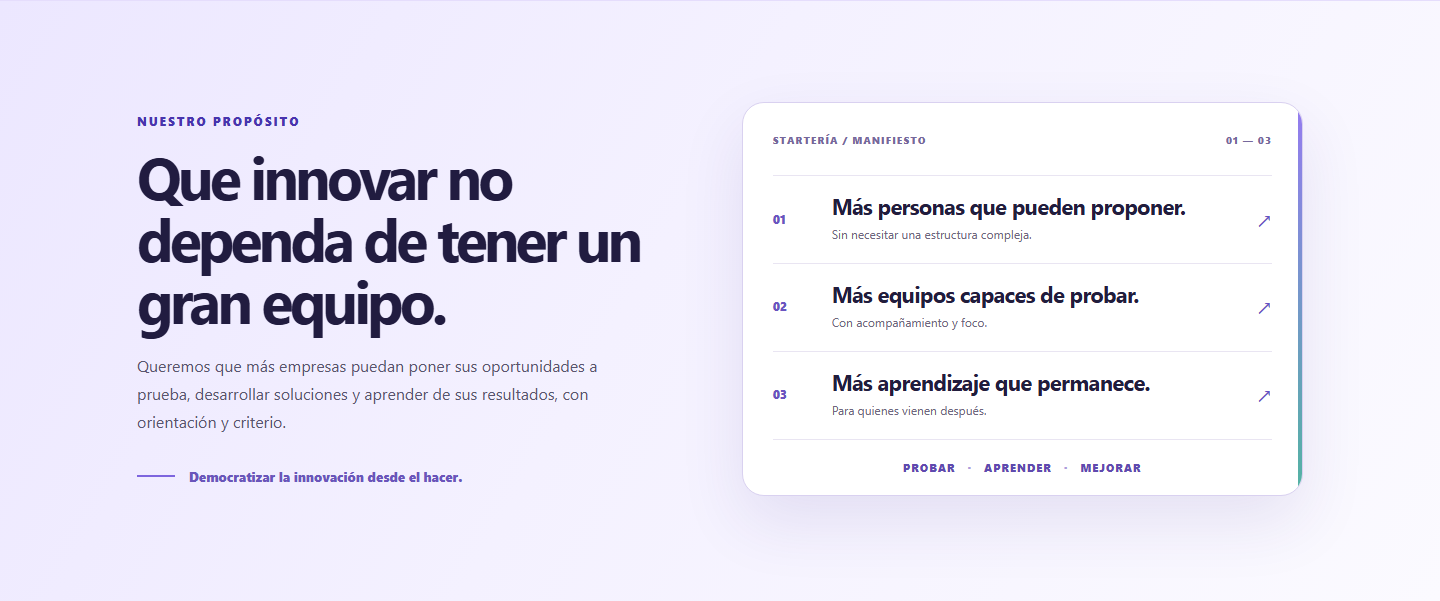 NUESTRO PROPÓSITO
Que innovar no
depende de tener un
gran equipo.
Queremos que más empresas puedan poner sus oportunidades a
prueba, desarrollar soluciones y aprender de sus resultados, con
orientación y criterio.
Democratizar la innovación desde el hacer.
STARTERÍA / MANIFIESTO
01 — 03
01
Más personas que pueden proponer.
Sin necesitar una estructura compleja.
↗
02
Más equipos capaces de probar.
Con acompañamiento y foco.
↗
03
Más aprendizaje que permanece.
Para quienes vienen después.
↗
PROBAR · APRENDER · MEJORAR